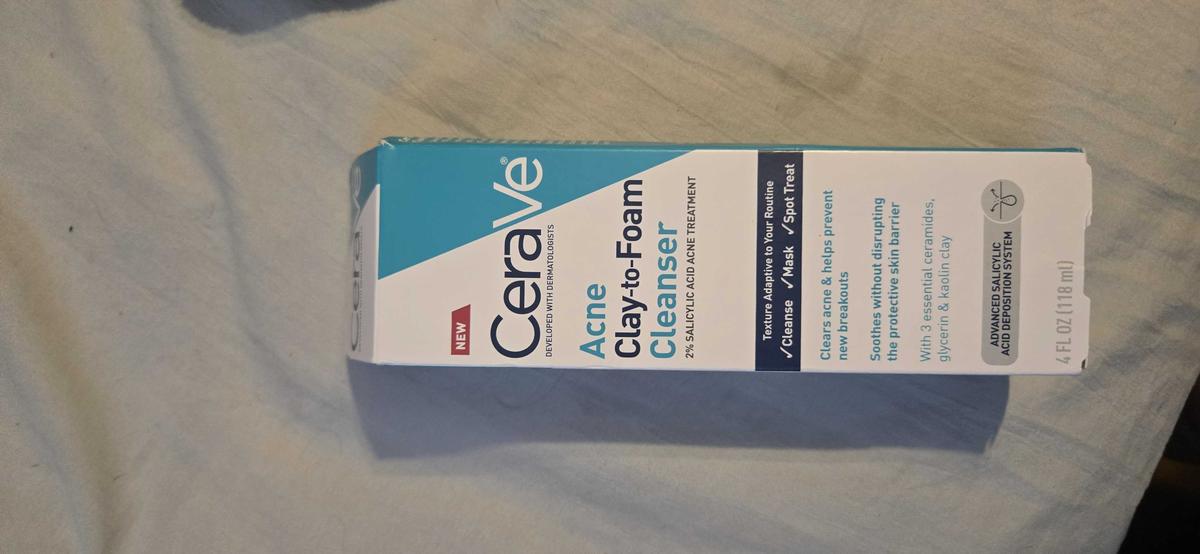 CeraVe
NEW
CeraVe®
DEVELOPED WITH DERMATOLOGISTS
Acne
Clay-to-Foam
Cleanser
2% SALICYLIC ACID ACNE TREATMENT
Texture Adaptive to Your Routine
✓Cleanse ✓Mask ✓Spot Treat
Clears acne & helps prevent
new breakouts
Soothes without disrupting
the protective skin barrier
With 3 essential ceramides,
glycerin & kaolin clay
ADVANCED SALICYLIC
ACID DEPOSITION SYSTEM
4 FL OZ (118 ml)